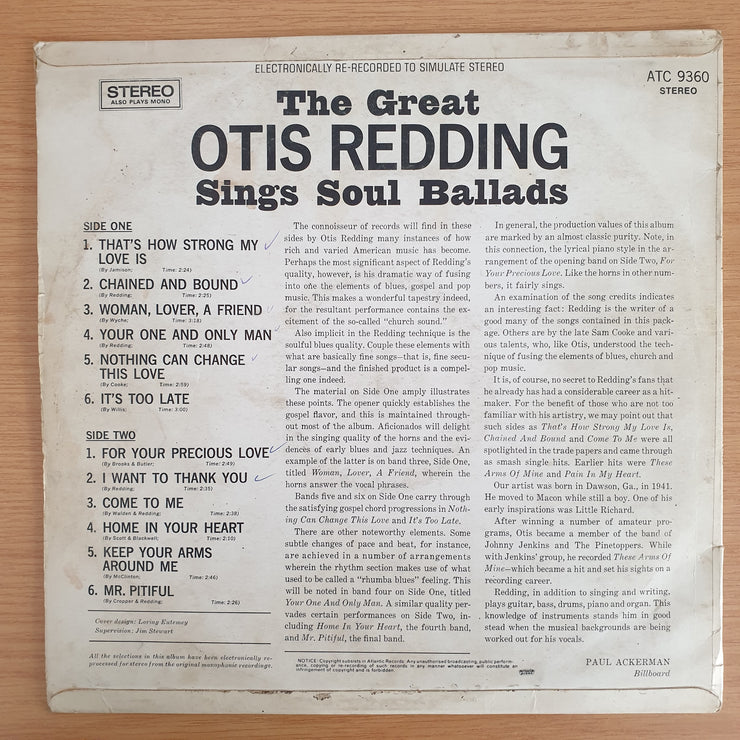 ELECTRONICALLY RE-RECORDED TO SIMULATE STEREO
STEREO
ALSO PLAYS MONO
ATC 9360
STEREO
The Great
OTIS REDDING
Sings Soul Ballads
SIDE ONE
1. THAT'S HOW STRONG MY
LOVE IS
(By Jamison; Time: 2:24)
2. CHAINED AND BOUND
(By Redding; Time: 2:25)
3. WOMAN, LOVER, A FRIEND
(By Wyche; Time: 3:18)
4. YOUR ONE AND ONLY MAN
(By Redding; Time: 2:48)
5. NOTHING CAN CHANGE
THIS LOVE
(By Cooke; Time: 2:59)
6. IT'S TOO LATE
(By Willis; Time: 3:00)
SIDE TWO
1. FOR YOUR PRECIOUS LOVE
(By Brooks & Butler; Time: 2:49)
2. I WANT TO THANK YOU
(By Redding; Time: 2:35)
3. COME TO ME
(By Walden & Redding; Time: 2:38)
4. HOME IN YOUR HEART
(By Scott & Blackwell; Time: 2:10)
5. KEEP YOUR ARMS
AROUND ME
(By McClinton; Time: 2:46)
6. MR. PITIFUL
(By Cropper & Redding; Time: 2:26)
Cover design: Loring Eutemey
Supervision: Jim Stewart
All the selections in this album have been electronically re-
processed for stereo from the original monophonic recordings.
The connoisseur of records will find in these
sides by Otis Redding many instances of how
rich and varied American music has become.
Perhaps the most significant aspect of Redding's
quality, however, is his dramatic way of fusing
into one the elements of blues, gospel and pop
music. This makes a wonderful tapestry indeed,
for the resultant performance contains the ex-
citement of the so-called "church sound."
Also implicit in the Redding technique is the
soulful blues quality. Couple these elements with
what are basically fine songs—that is, fine secu-
lar songs—and the finished product is a compel-
ling one indeed.
The material on Side One amply illustrates
these points. The opener quickly establishes the
gospel flavor, and this is maintained through-
out most of the album. Aficionados will delight
in the singing quality of the horns and the evi-
dences of early blues and jazz techniques. An
example of the latter is on band three, Side One,
titled Woman, Lover, A Friend, wherein the
horns answer the vocal phrases.
Bands five and six on Side One carry through
the satisfying gospel chord progressions in Noth-
ing Can Change This Love and It's Too Late.
There are other noteworthy elements. Some
subtle changes of pace and beat, for instance,
are achieved in a number of arrangements
wherein the rhythm section makes use of what
used to be called a "rhumba blues" feeling. This
will be noted in band four on Side One, titled
Your One And Only Man. A similar quality per-
vades certain performances on Side Two, in-
cluding Home In Your Heart, the fourth band,
and Mr. Pitiful, the final band.
NOTICE: Copyright subsists in Atlantic Records. Any unauthorised broadcasting, public perform-
ance, copying or re-recording of such records in any manner whatsoever will constitute an
infringement of copyright and is forbidden.
In general, the production values of this album
are marked by an almost classic purity. Note, in
this connection, the lyrical piano style in the ar-
rangement of the opening band on Side Two, For
Your Precious Love. Like the horns in other num-
bers, it fairly sings.
An examination of the song credits indicates
an interesting fact: Redding is the writer of a
good many of the songs contained in this pack-
age. Others are by the late Sam Cooke and vari-
ous talents, who, like Otis, understood the tech-
nique of fusing the elements of blues, church and
pop music.
It is, of course, no secret to Redding's fans that
he already has had a considerable career as a hit-
maker. For the benefit of those who are not too
familiar with his artistry, we may point out that
such sides as That's How Strong My Love Is,
Chained And Bound and Come To Me were all
spotlighted in the trade papers and came through
as smash single hits. Earlier hits were These
Arms Of Mine and Pain In My Heart.
Our artist was born in Dawson, Ga., in 1941.
He moved to Macon while still a boy. One of his
early inspirations was Little Richard.
After winning a number of amateur pro-
grams, Otis became a member of the band of
Johnny Jenkins and The Pinetoppers. While
with Jenkins' group, he recorded These Arms Of
Mine—which became a hit and set his sights on a
recording career.
Redding, in addition to singing and writing,
plays guitar, bass, drums, piano and organ. This
knowledge of instruments stands him in good
stead when the musical backgrounds are being
worked out for his vocals.
PAUL ACKERMAN
Billboard